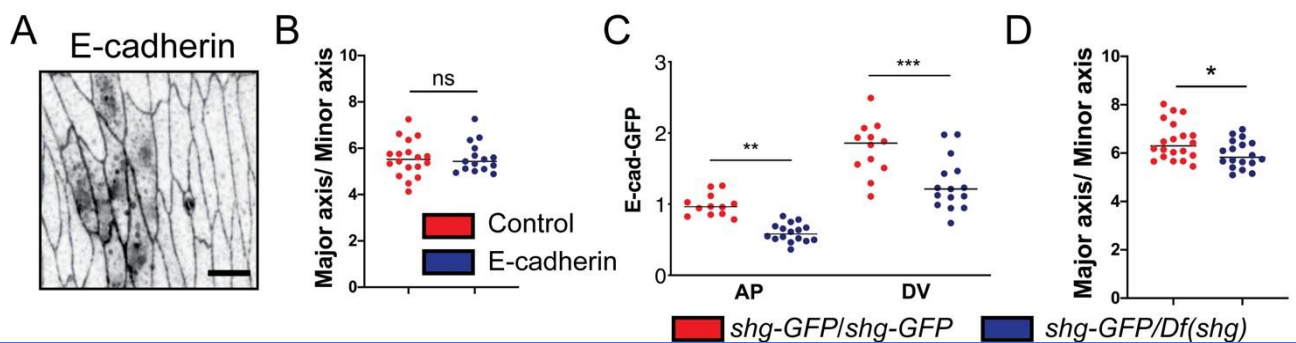 A
E-cadherin
B
Major axis/ Minor axis
10
8
6
4
2
0
ns
Control
E-cadherin
C
E-cad-GFP
3
2
1
0
**
***
AP
DV
shg-GFP/shg-GFP
shg-GFP/Df(shg)
D
Major axis/ Minor axis
10
8
6
4
2
0
*